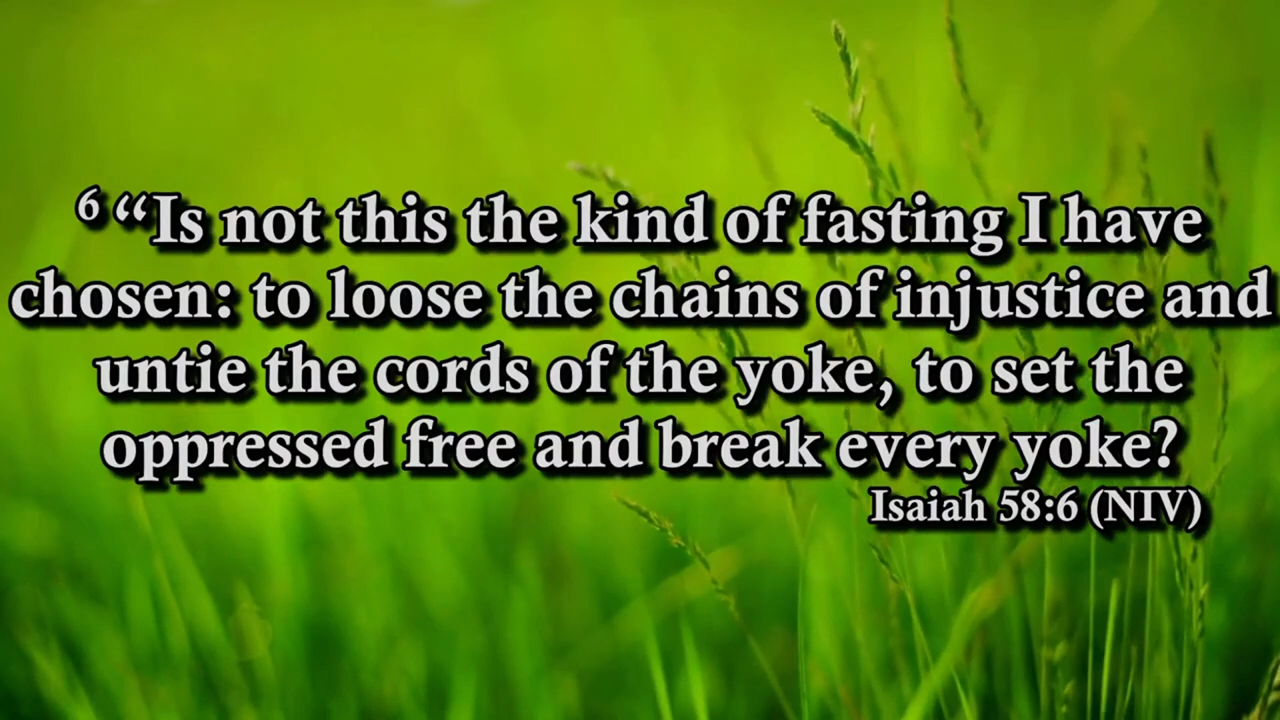 6 “Is not this the kind of fasting I have
chosen: to loose the chains of injustice and
untie the cords of the yoke, to set the
oppressed free and break every yoke?
Isaiah 58:6 (NIV)